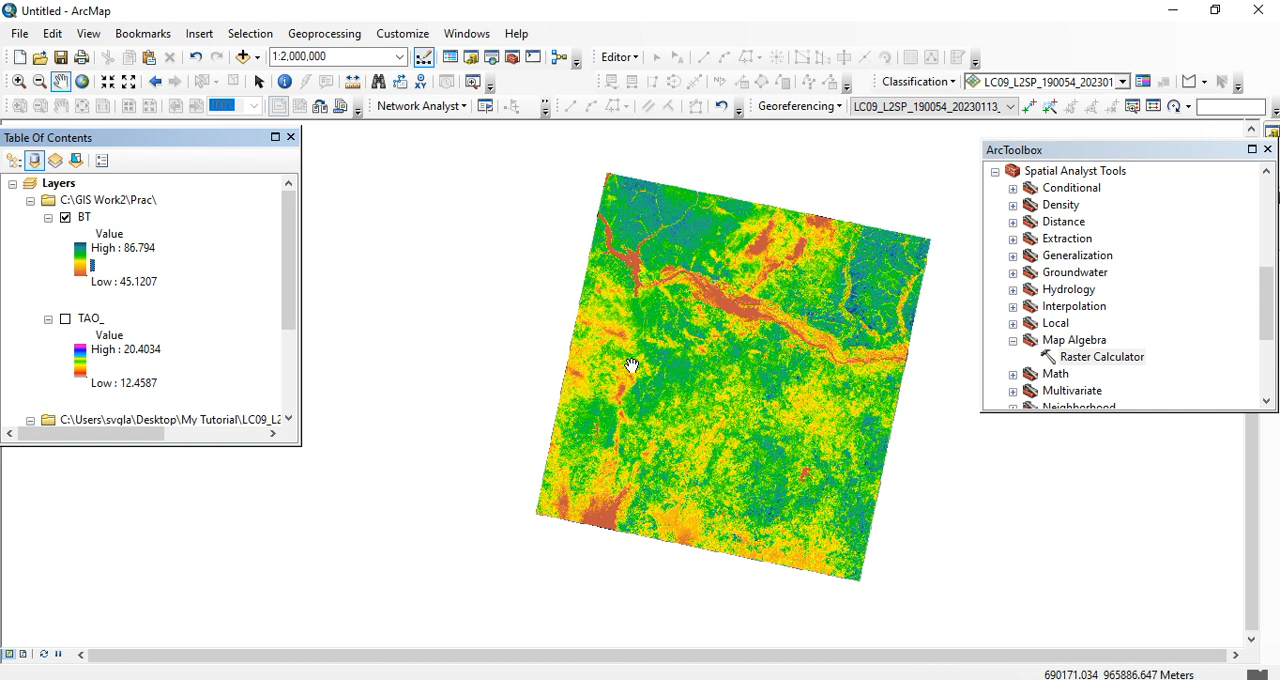 Untitled - ArcMap
File Edit View Bookmarks Insert Selection Geoprocessing Customize Windows Help
1:2,000,000
Editor
Classification LC09_L2SP_190054_202301
Network Analyst
Georeferencing LC09_L2SP_190054_20230113_
Table Of Contents
Layers
C:\GIS Work2\Prac\
BT
Value
High : 86.794
Low : 45.1207
TAO_
Value
High : 20.4034
Low : 12.4587
C:\Users\svgla\Desktop\My Tutorial\LC09_L2
ArcToolbox
Spatial Analyst Tools
Conditional
Density
Distance
Extraction
Generalization
Groundwater
Hydrology
Interpolation
Local
Map Algebra
Raster Calculator
Math
Multivariate
Neighborhood
690171.034 965886.647 Meters